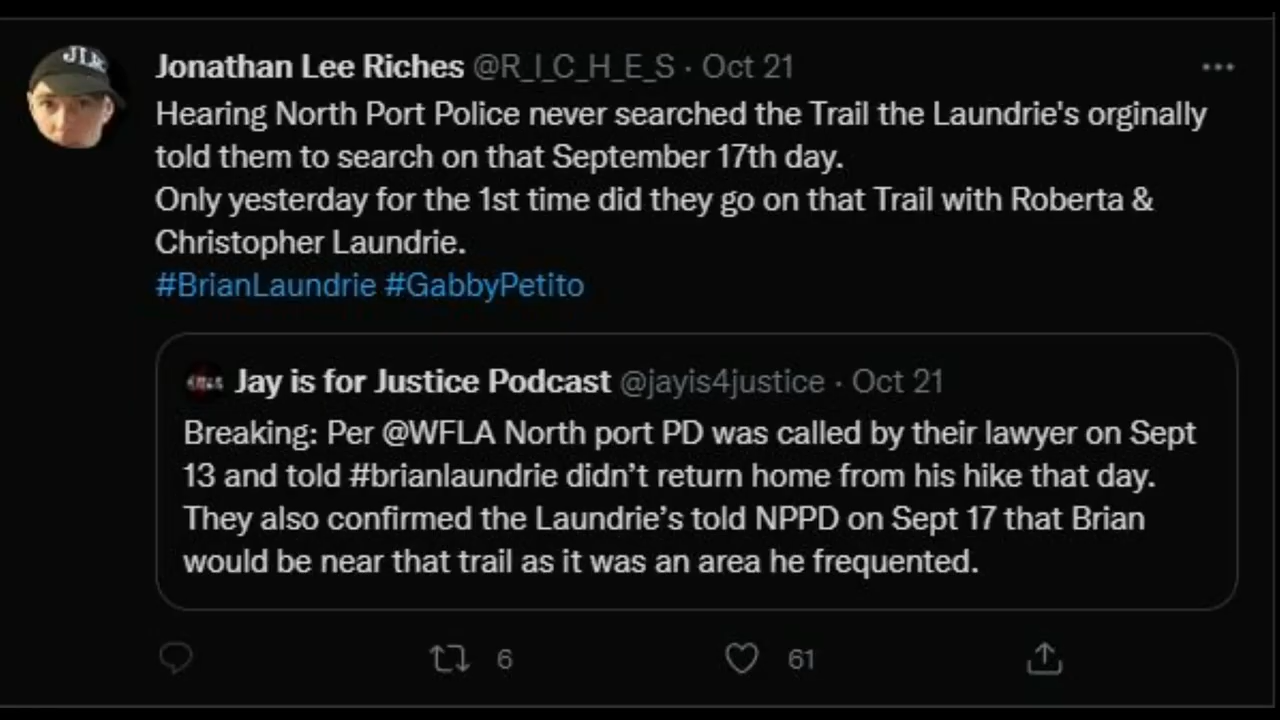 Jonathan Lee Riches @R_I_C_H_E_S · Oct 21
Hearing North Port Police never searched the Trail the Laundrie's orginally
told them to search on that September 17th day.
Only yesterday for the 1st time did they go on that Trail with Roberta &
Christopher Laundrie.
#BrianLaundrie #GabbyPetito
Jay is for Justice Podcast @jayis4justice · Oct 21
Breaking: Per @WFLA North port PD was called by their lawyer on Sept
13 and told #brianlaundrie didn’t return home from his hike that day.
They also confirmed the Laundrie’s told NPPD on Sept 17 that Brian
would be near that trail as it was an area he frequented.
6 61